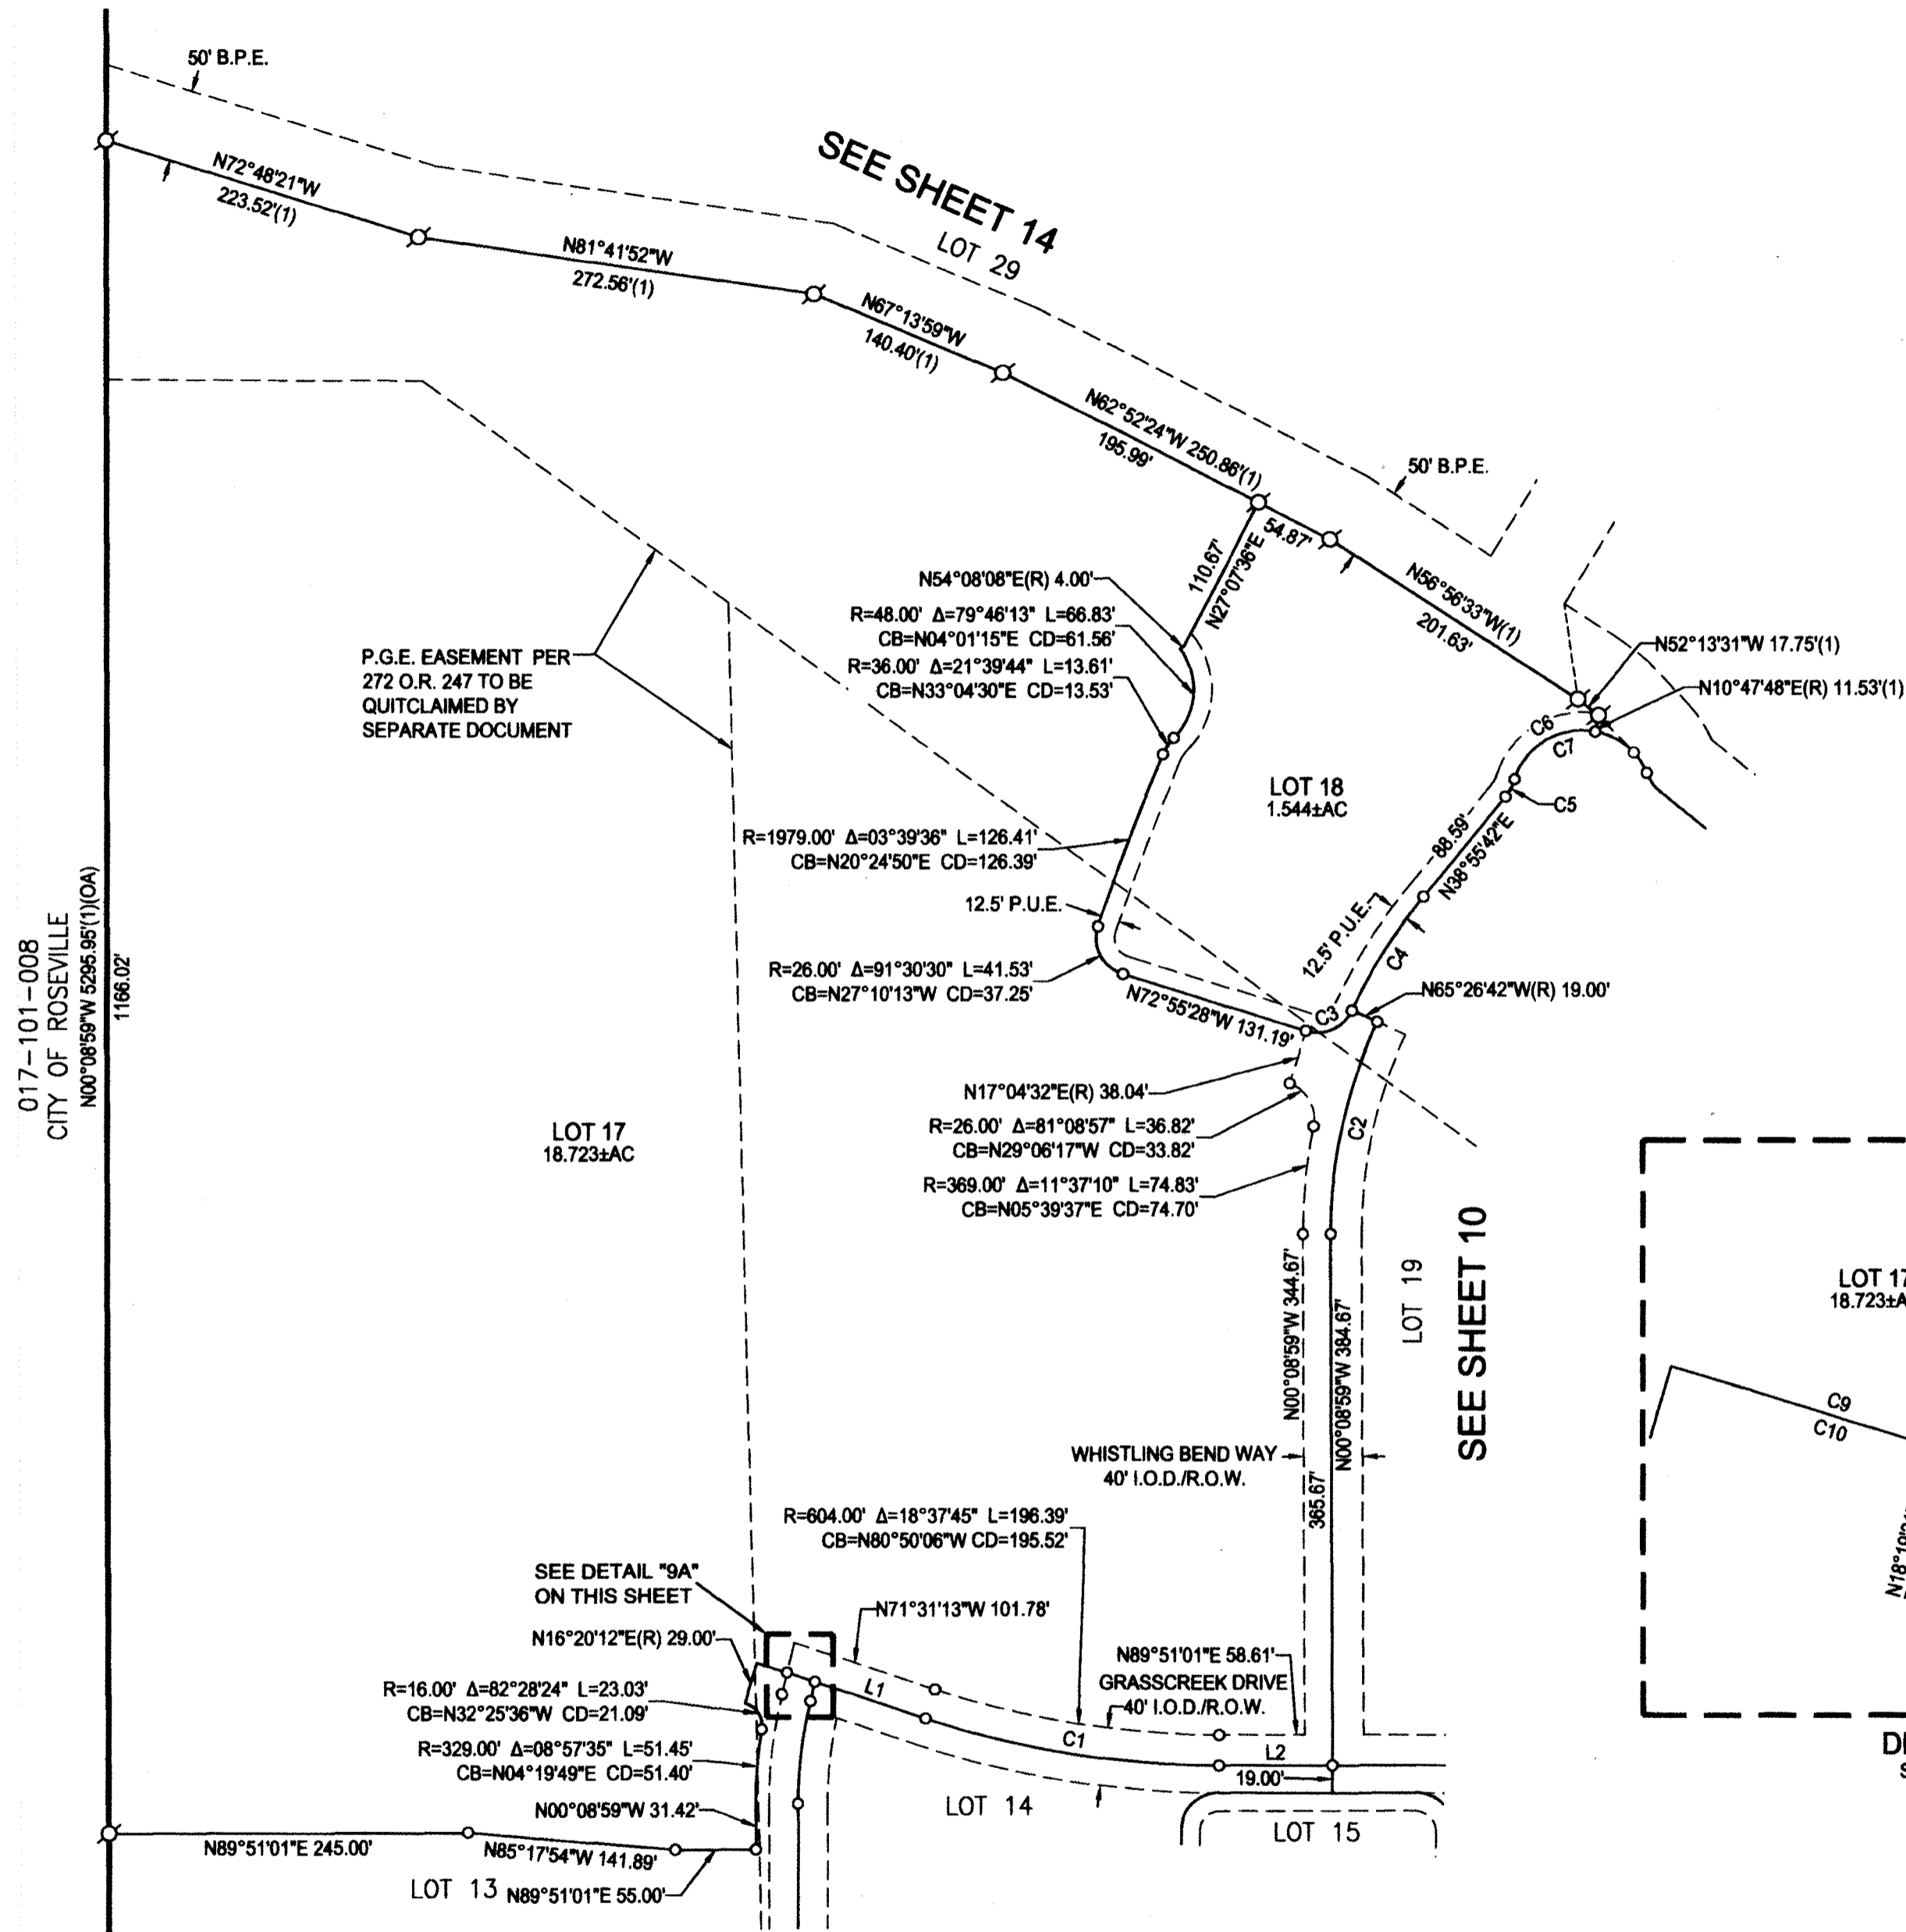 50' B.P.E.
SEE SHEET 14
LOT 29
N72°48'21"W
223.52'(1)
N81°41'52"W
272.56'(1)
N67°13'59"W
140.40'(1)
N62°52'24"W 250.86'(1)
195.99'
50' B.P.E.
54.87'
110.67'
N27°07'36"E
N56°56'33"W(1)
201.63'
N52°13'31"W 17.75'(1)
N10°47'48"E(R) 11.53'(1)
N54°08'08"E(R) 4.00'
R=48.00' Δ=79°46'13" L=66.83'
CB=N04°01'15"E CD=61.56'
R=36.00' Δ=21°39'44" L=13.61'
CB=N33°04'30"E CD=13.53'
P.G.E. EASEMENT PER
272 O.R. 247 TO BE
QUITCLAIMED BY
SEPARATE DOCUMENT
C6
C7
C5
LOT 18
1.544±AC
88.59'
N38°55'42"E
R=1979.00' Δ=03°39'36" L=126.41'
CB=N20°24'50"E CD=126.39'
12.5' P.U.E.
12.5' P.U.E.
C4
R=26.00' Δ=91°30'30" L=41.53'
CB=N27°10'13"W CD=37.25'
N72°55'28"W 131.19'
C3
N65°26'42"W(R) 19.00'
017-101-008
CITY OF ROSEVILLE
N00°08'59"W 5295.95'(1)(OA)
1166.02'
N17°04'32"E(R) 38.04'
R=26.00' Δ=81°08'57" L=36.82'
CB=N29°06'17"W CD=33.82'
C2
LOT 17
18.723±AC
R=369.00' Δ=11°37'10" L=74.83'
CB=N05°39'37"E CD=74.70'
SEE SHEET 10
LOT 19
N00°08'59"W 344.67'
N00°08'59"W 384.67'
365.67'
WHISTLING BEND WAY
40' I.O.D./R.O.W.
LOT 17
18.723±A
C9
C10
R=604.00' Δ=18°37'45" L=196.39'
CB=N80°50'06"W CD=195.52'
SEE DETAIL "9A"
ON THIS SHEET
N71°31'13"W 101.78'
N16°20'12"E(R) 29.00'
N89°51'01"E 58.61'
GRASSCREEK DRIVE
40' I.O.D./R.O.W.
L1
C1
L2
R=16.00' Δ=82°28'24" L=23.03'
CB=N32°25'36"W CD=21.09'
R=329.00' Δ=08°57'35" L=51.45'
CB=N04°19'49"E CD=51.40'
19.00'
N00°08'59"W 31.42'
LOT 14
LOT 15
N89°51'01"E 245.00'
N85°17'54"W 141.89'
LOT 13
N89°51'01"E 55.00'